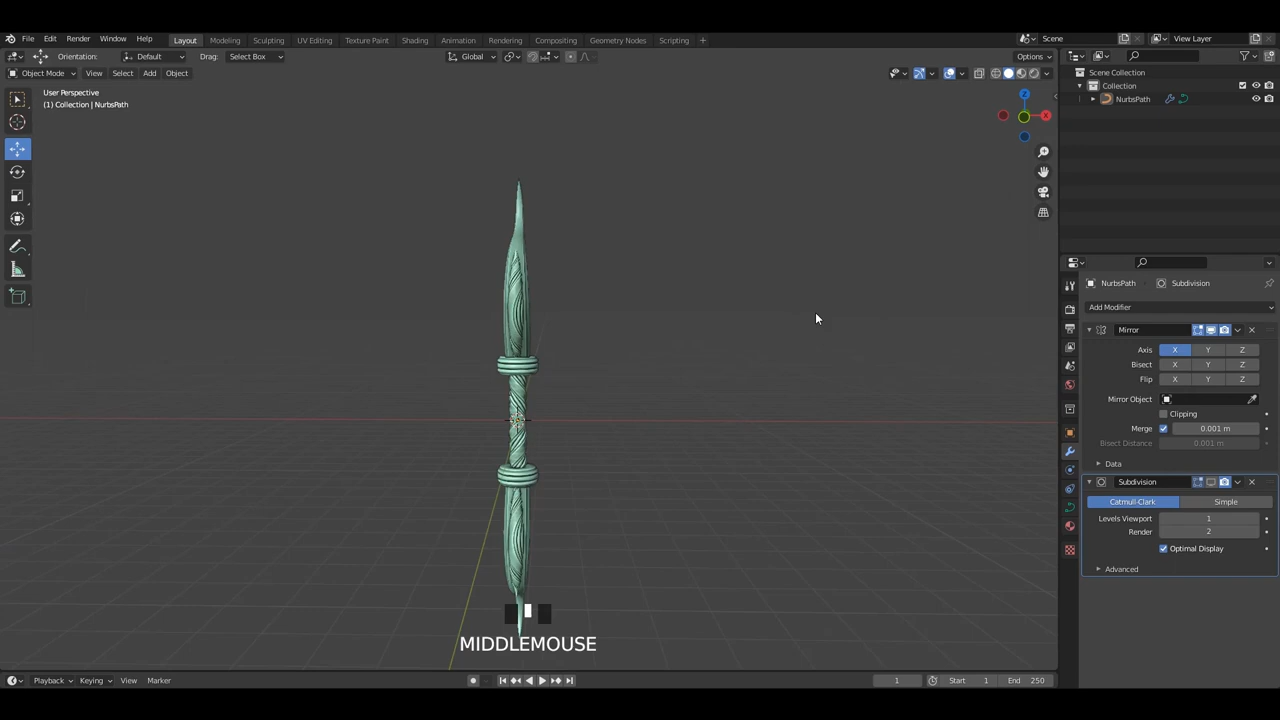 File Edit Render Window Help Layout Modeling Sculpting UV Editing Texture Paint Shading Animation Rendering Compositing Geometry Nodes Scripting + Scene View Layer
Orientation: Default Drag: Select Box Global Options
Object Mode View Select Add Object
User Perspective
(1) Collection | NurbsPath
Scene Collection
Collection
NurbsPath
Z
X
NurbsPath Subdivision
Add Modifier
Mirror
Axis X Y Z
Bisect X Y Z
Flip X Y Z
Mirror Object
Clipping
Merge 0.001 m
Bisect Distance 0.001 m
Data
Subdivision
Catmull-Clark Simple
Levels Viewport 1
Render 2
Optimal Display
Advanced
MIDDLEMOUSE
Playback Keying View Marker 1 Start 1 End 250